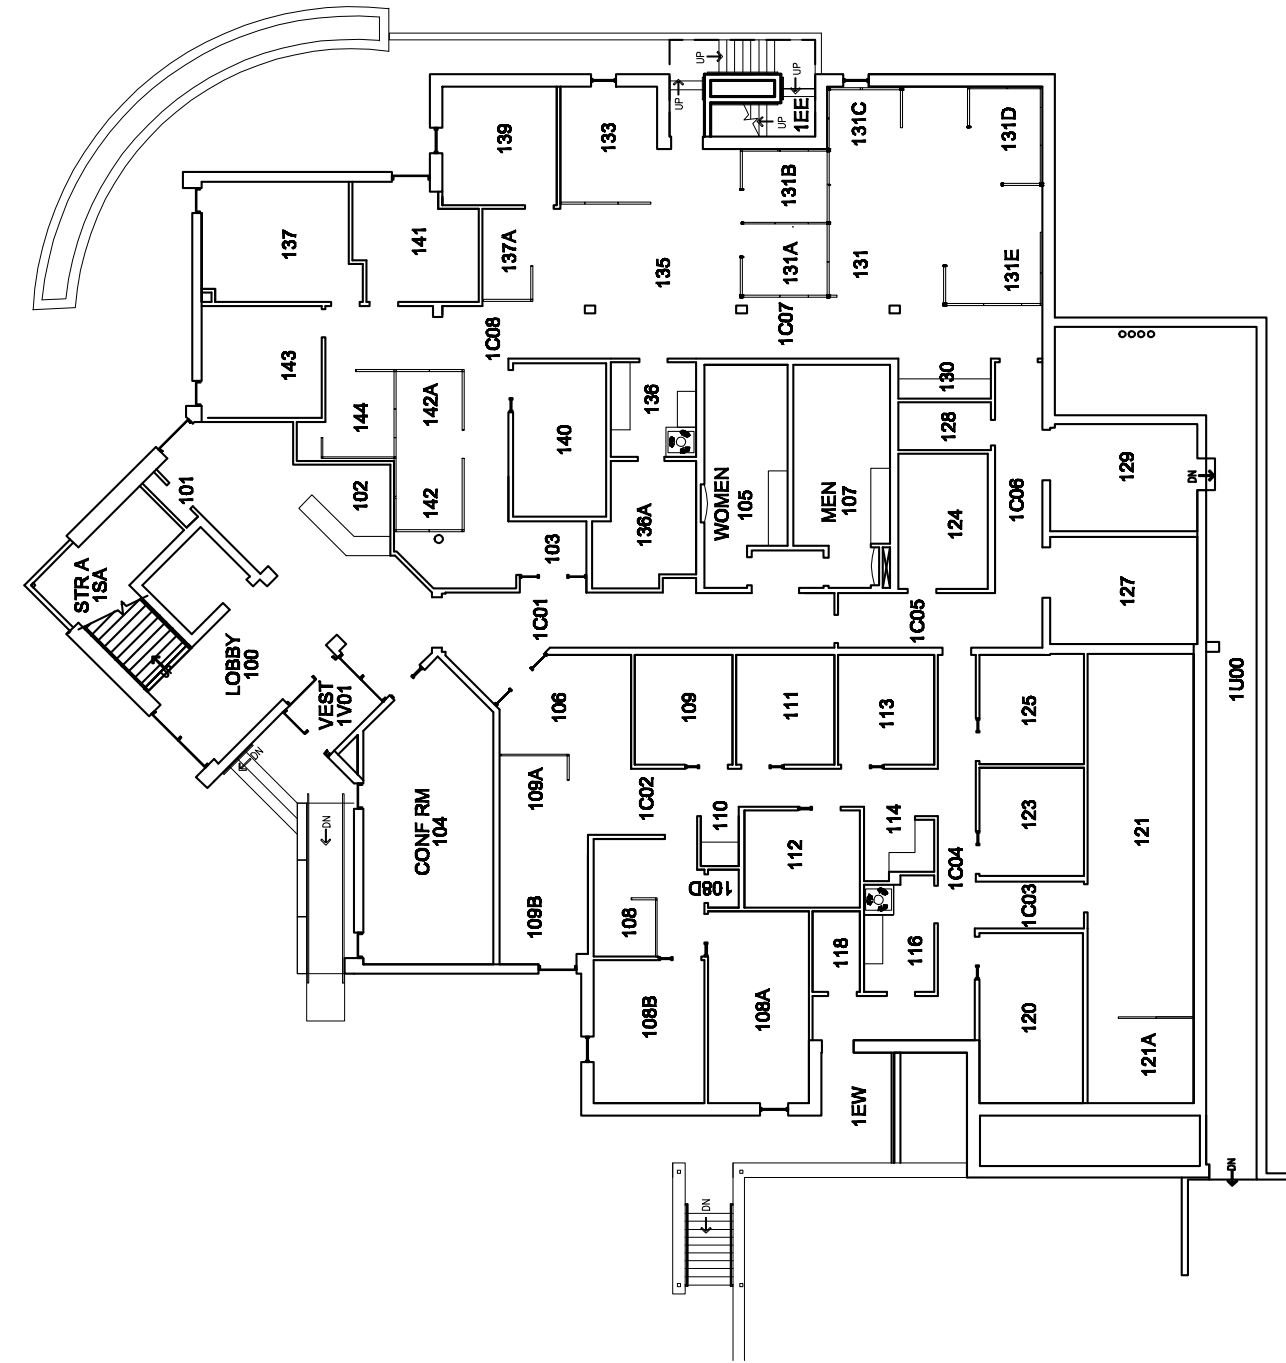 UP
UP
UP
UP
1EE
139
133
131C
131D
131B
137
141
137A
135
131A
131
131E
1C08
1C07
143
144
142A
136
130
128
140
101
102
142
103
136A
WOMEN
105
MEN
107
124
1C06
129
DN
STR A
1SA
1C01
1C05
127
LOBBY
100
VEST
1V01
106
109
111
113
125
1U00
DN
DN
CONF RM
104
109A
1C02
110
112
114
123
121
1C04
108D
109B
108
118
116
1C03
108B
108A
120
121A
1EW
DN
DN